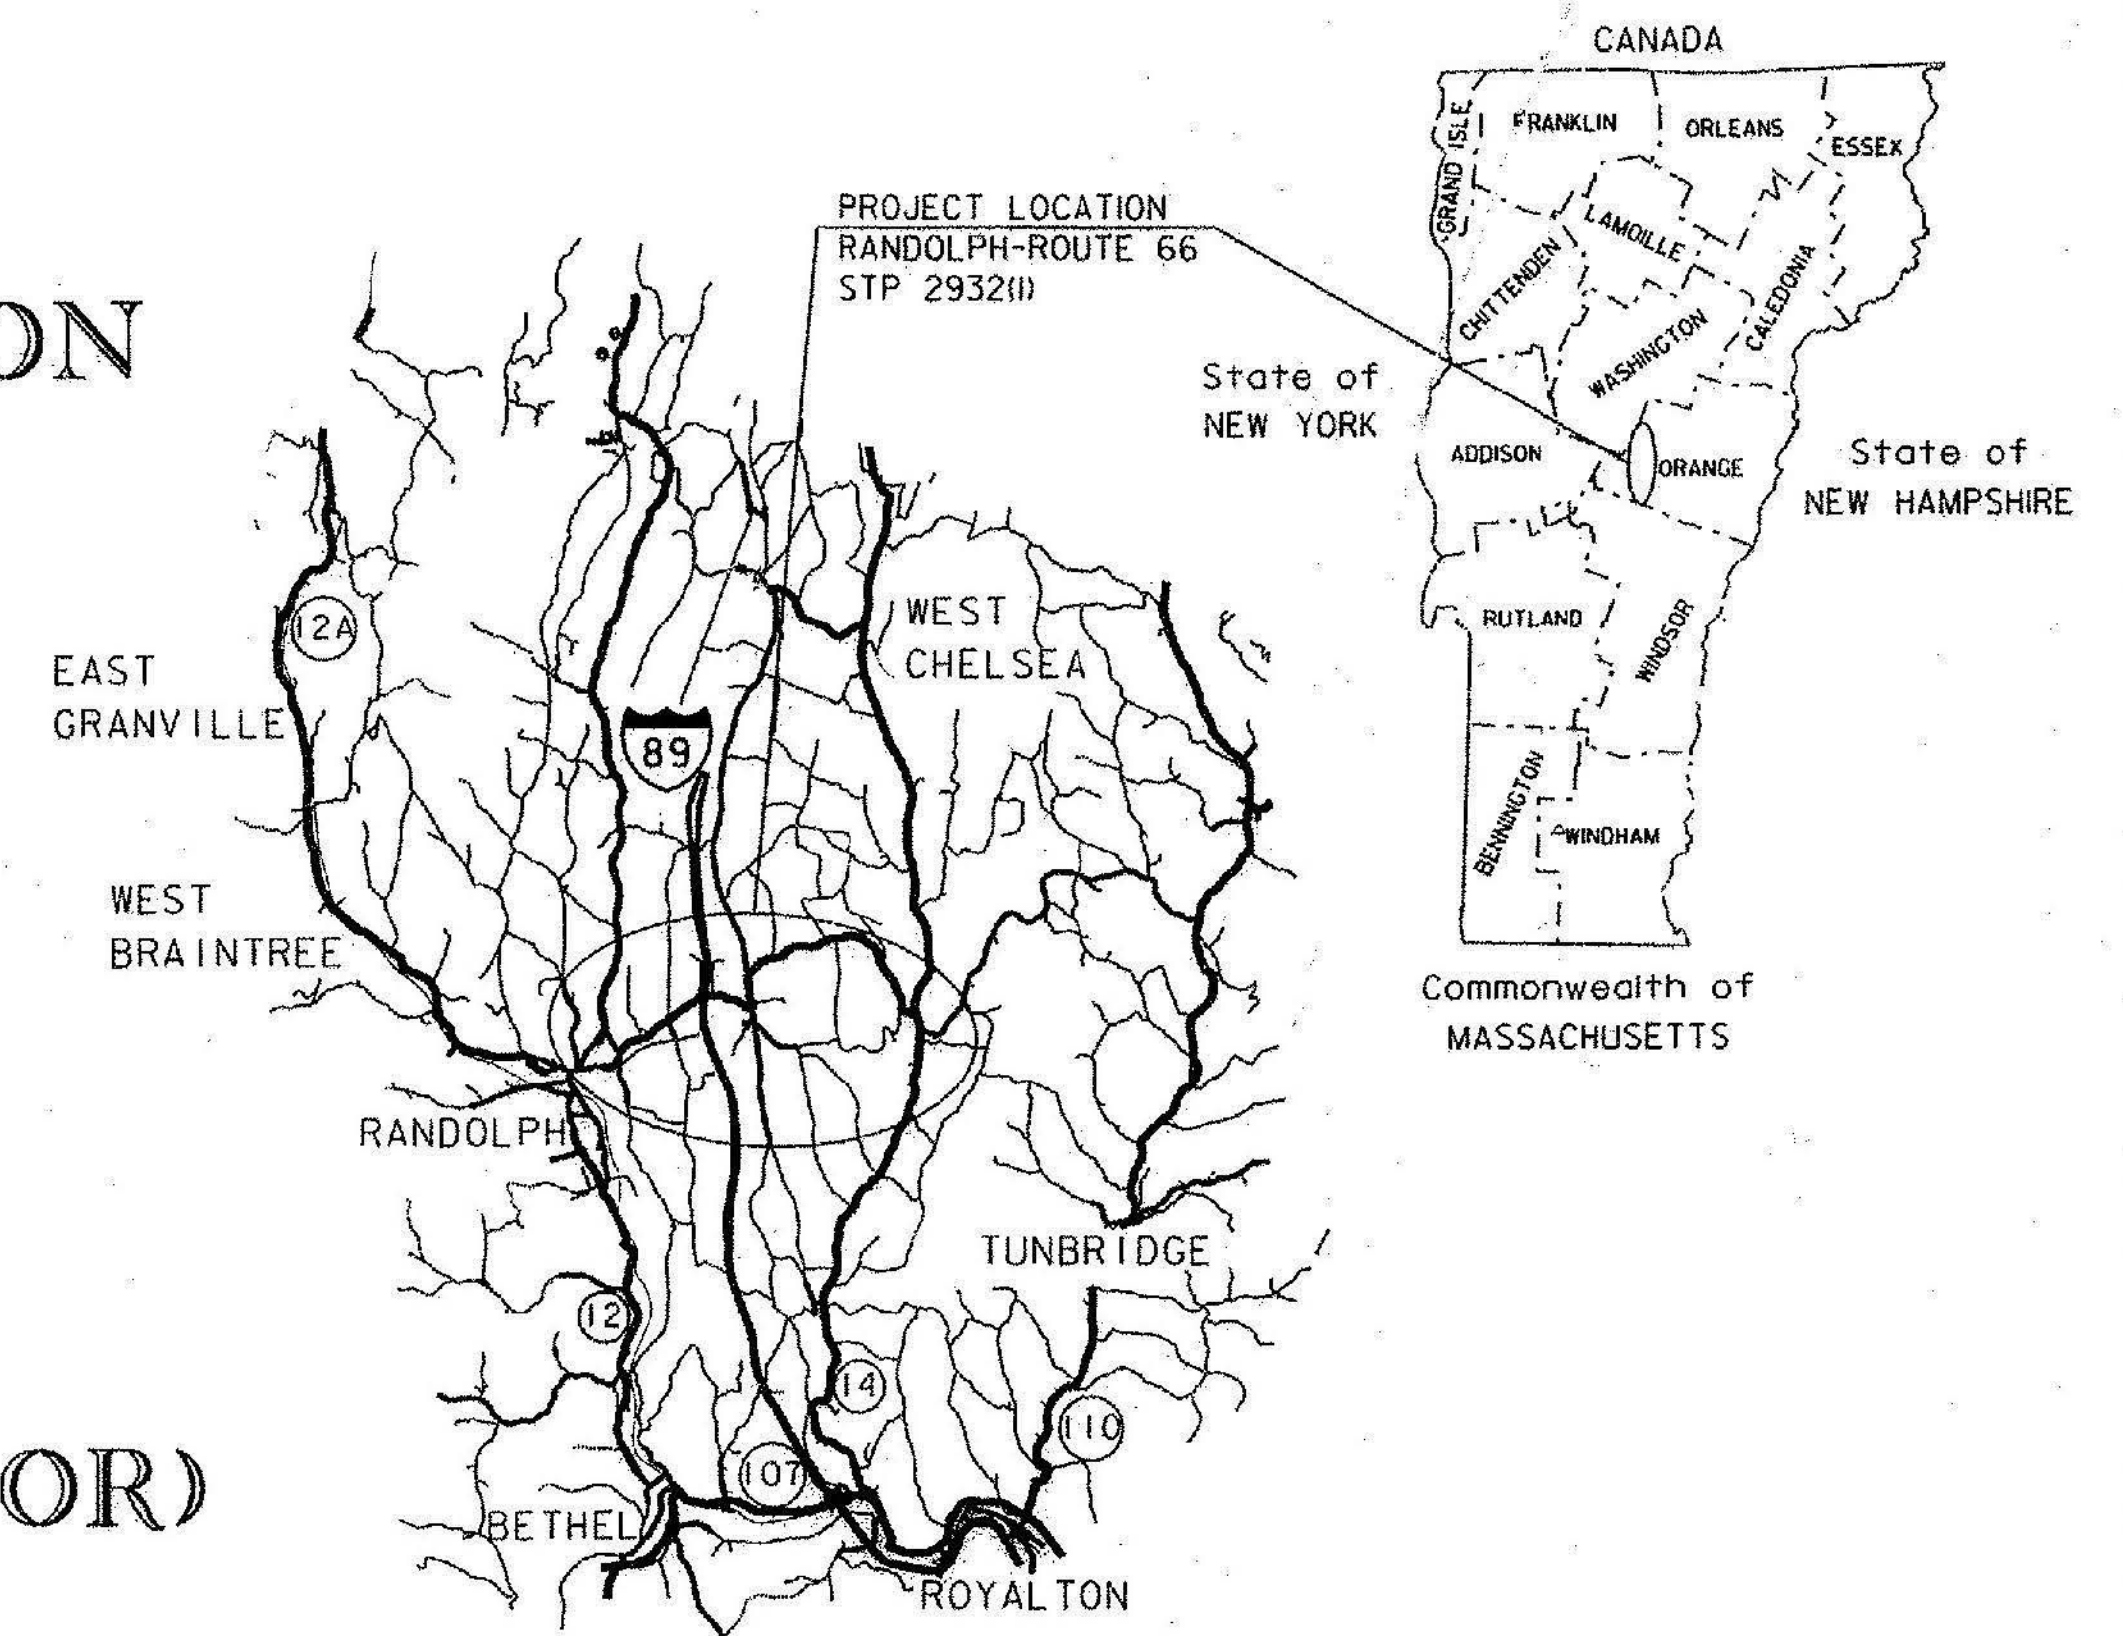 CANADA
GRAND ISLE
FRANKLIN
ORLEANS
ESSEX
LAMOILLE
CHITTENDEN
WASHINGTON
CALEDONIA
ADDISON
ORANGE
RUTLAND
WINDSOR
BENNINGTON
WINDHAM
State of
NEW YORK
State of
NEW HAMPSHIRE
Commonwealth of
MASSACHUSETTS
PROJECT LOCATION
RANDOLPH-ROUTE 66
STP 2932(1)
ON
12A
WEST
CHELSEA
EAST
GRANVILLE
89
WEST
BRAINTREE
RANDOLPH
TUNBRIDGE
12
14
110
107
OR)
BETHEL
ROYALTON